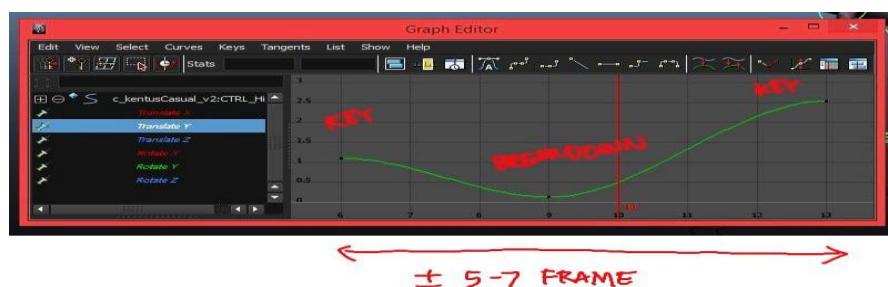 Graph Editor
Edit View Select Curves Keys Tangents List Show Help
Stats
c_kentusCasual_v2:CTRL_Hi
Translate X
Translate Y
Translate Z
Rotate X
Rotate Y
Rotate Z
3
2.5
2
1.5
1
0.5
0
6 7 8 9 10 11 12 13
10
KEY
BREAKDOWN
KEY
± 5-7 FRAME